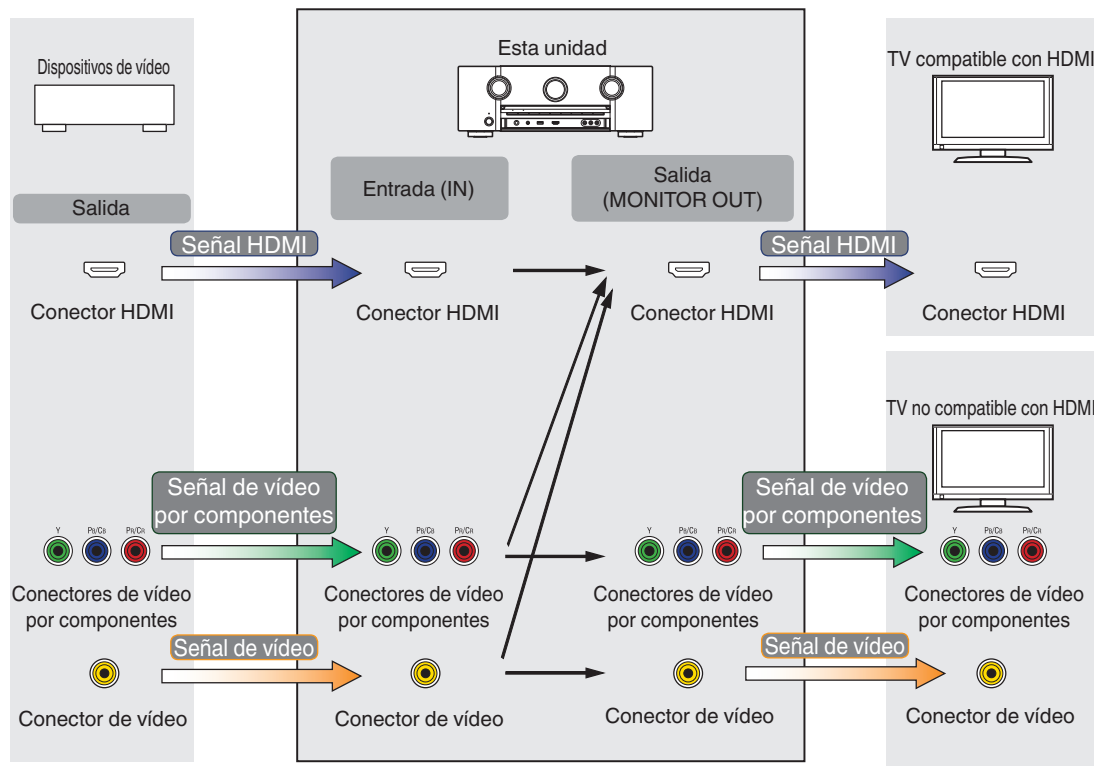 Esta unidad
Dispositivos de vídeo
TV compatible con HDMI
Salida
Entrada (IN)
Salida
(MONITOR OUT)
Señal HDMI
Señal HDMI
Conector HDMI
Conector HDMI
Conector HDMI
Conector HDMI
TV no compatible con HDMI
Señal de vídeo
por componentes
Señal de vídeo
por componentes
Y PB/CB PR/CR
Y PB/CB PR/CR
Y PB/CB PR/CR
Y PB/CB PR/CR
Conectores de vídeo
por componentes
Conectores de vídeo
por componentes
Conectores de vídeo
por componentes
Conectores de vídeo
por componentes
Señal de vídeo
Señal de vídeo
Conector de vídeo
Conector de vídeo
Conector de vídeo
Conector de vídeo